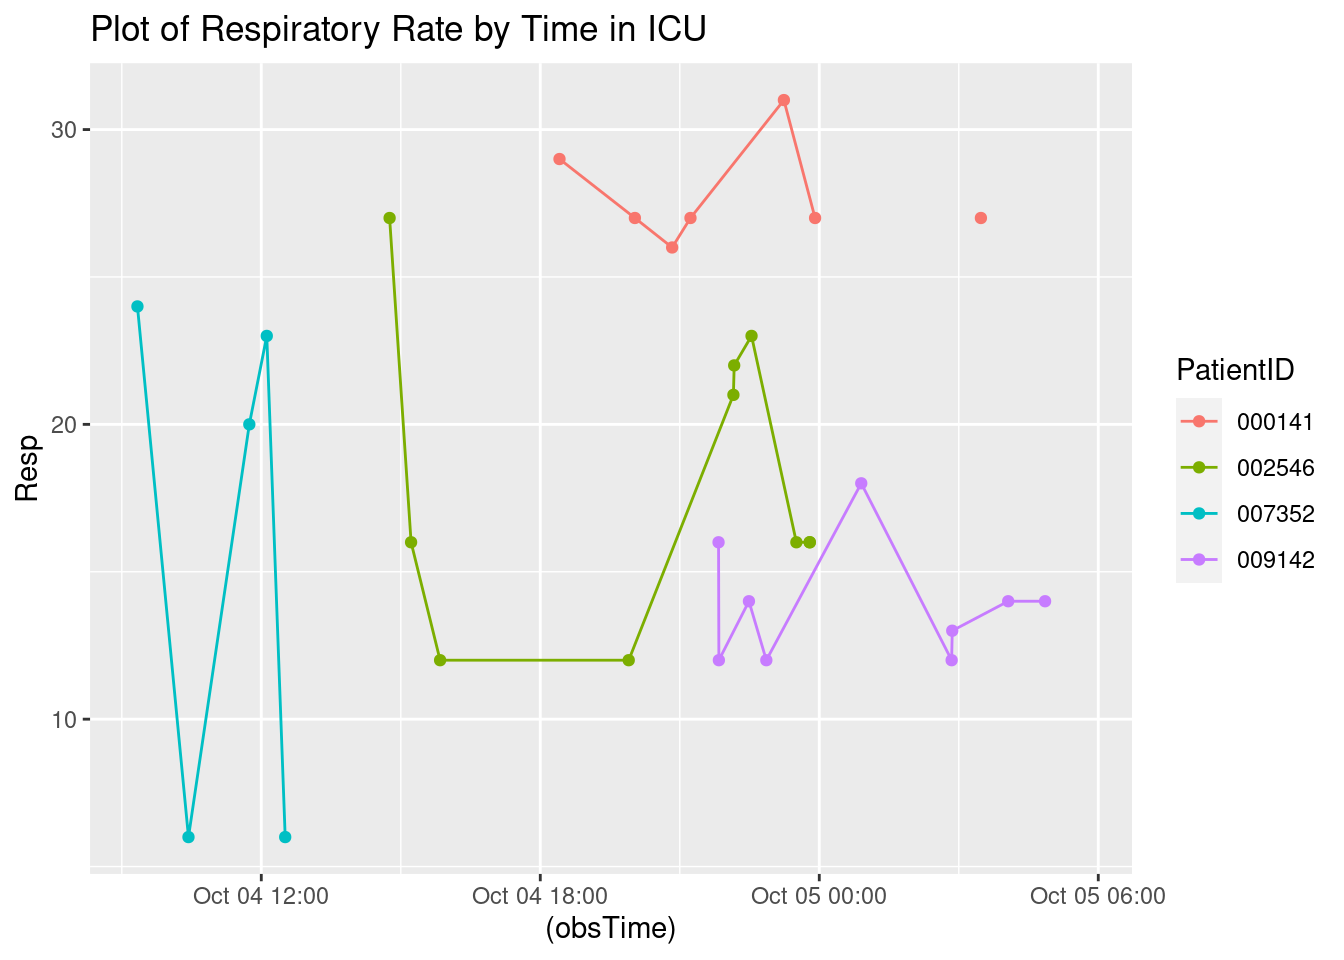 Plot of Respiratory Rate by Time in ICU
30
20
10
Resp
Oct 04 12:00
Oct 04 18:00
Oct 05 00:00
Oct 05 06:00
(obsTime)
PatientID
000141
002546
007352
009142